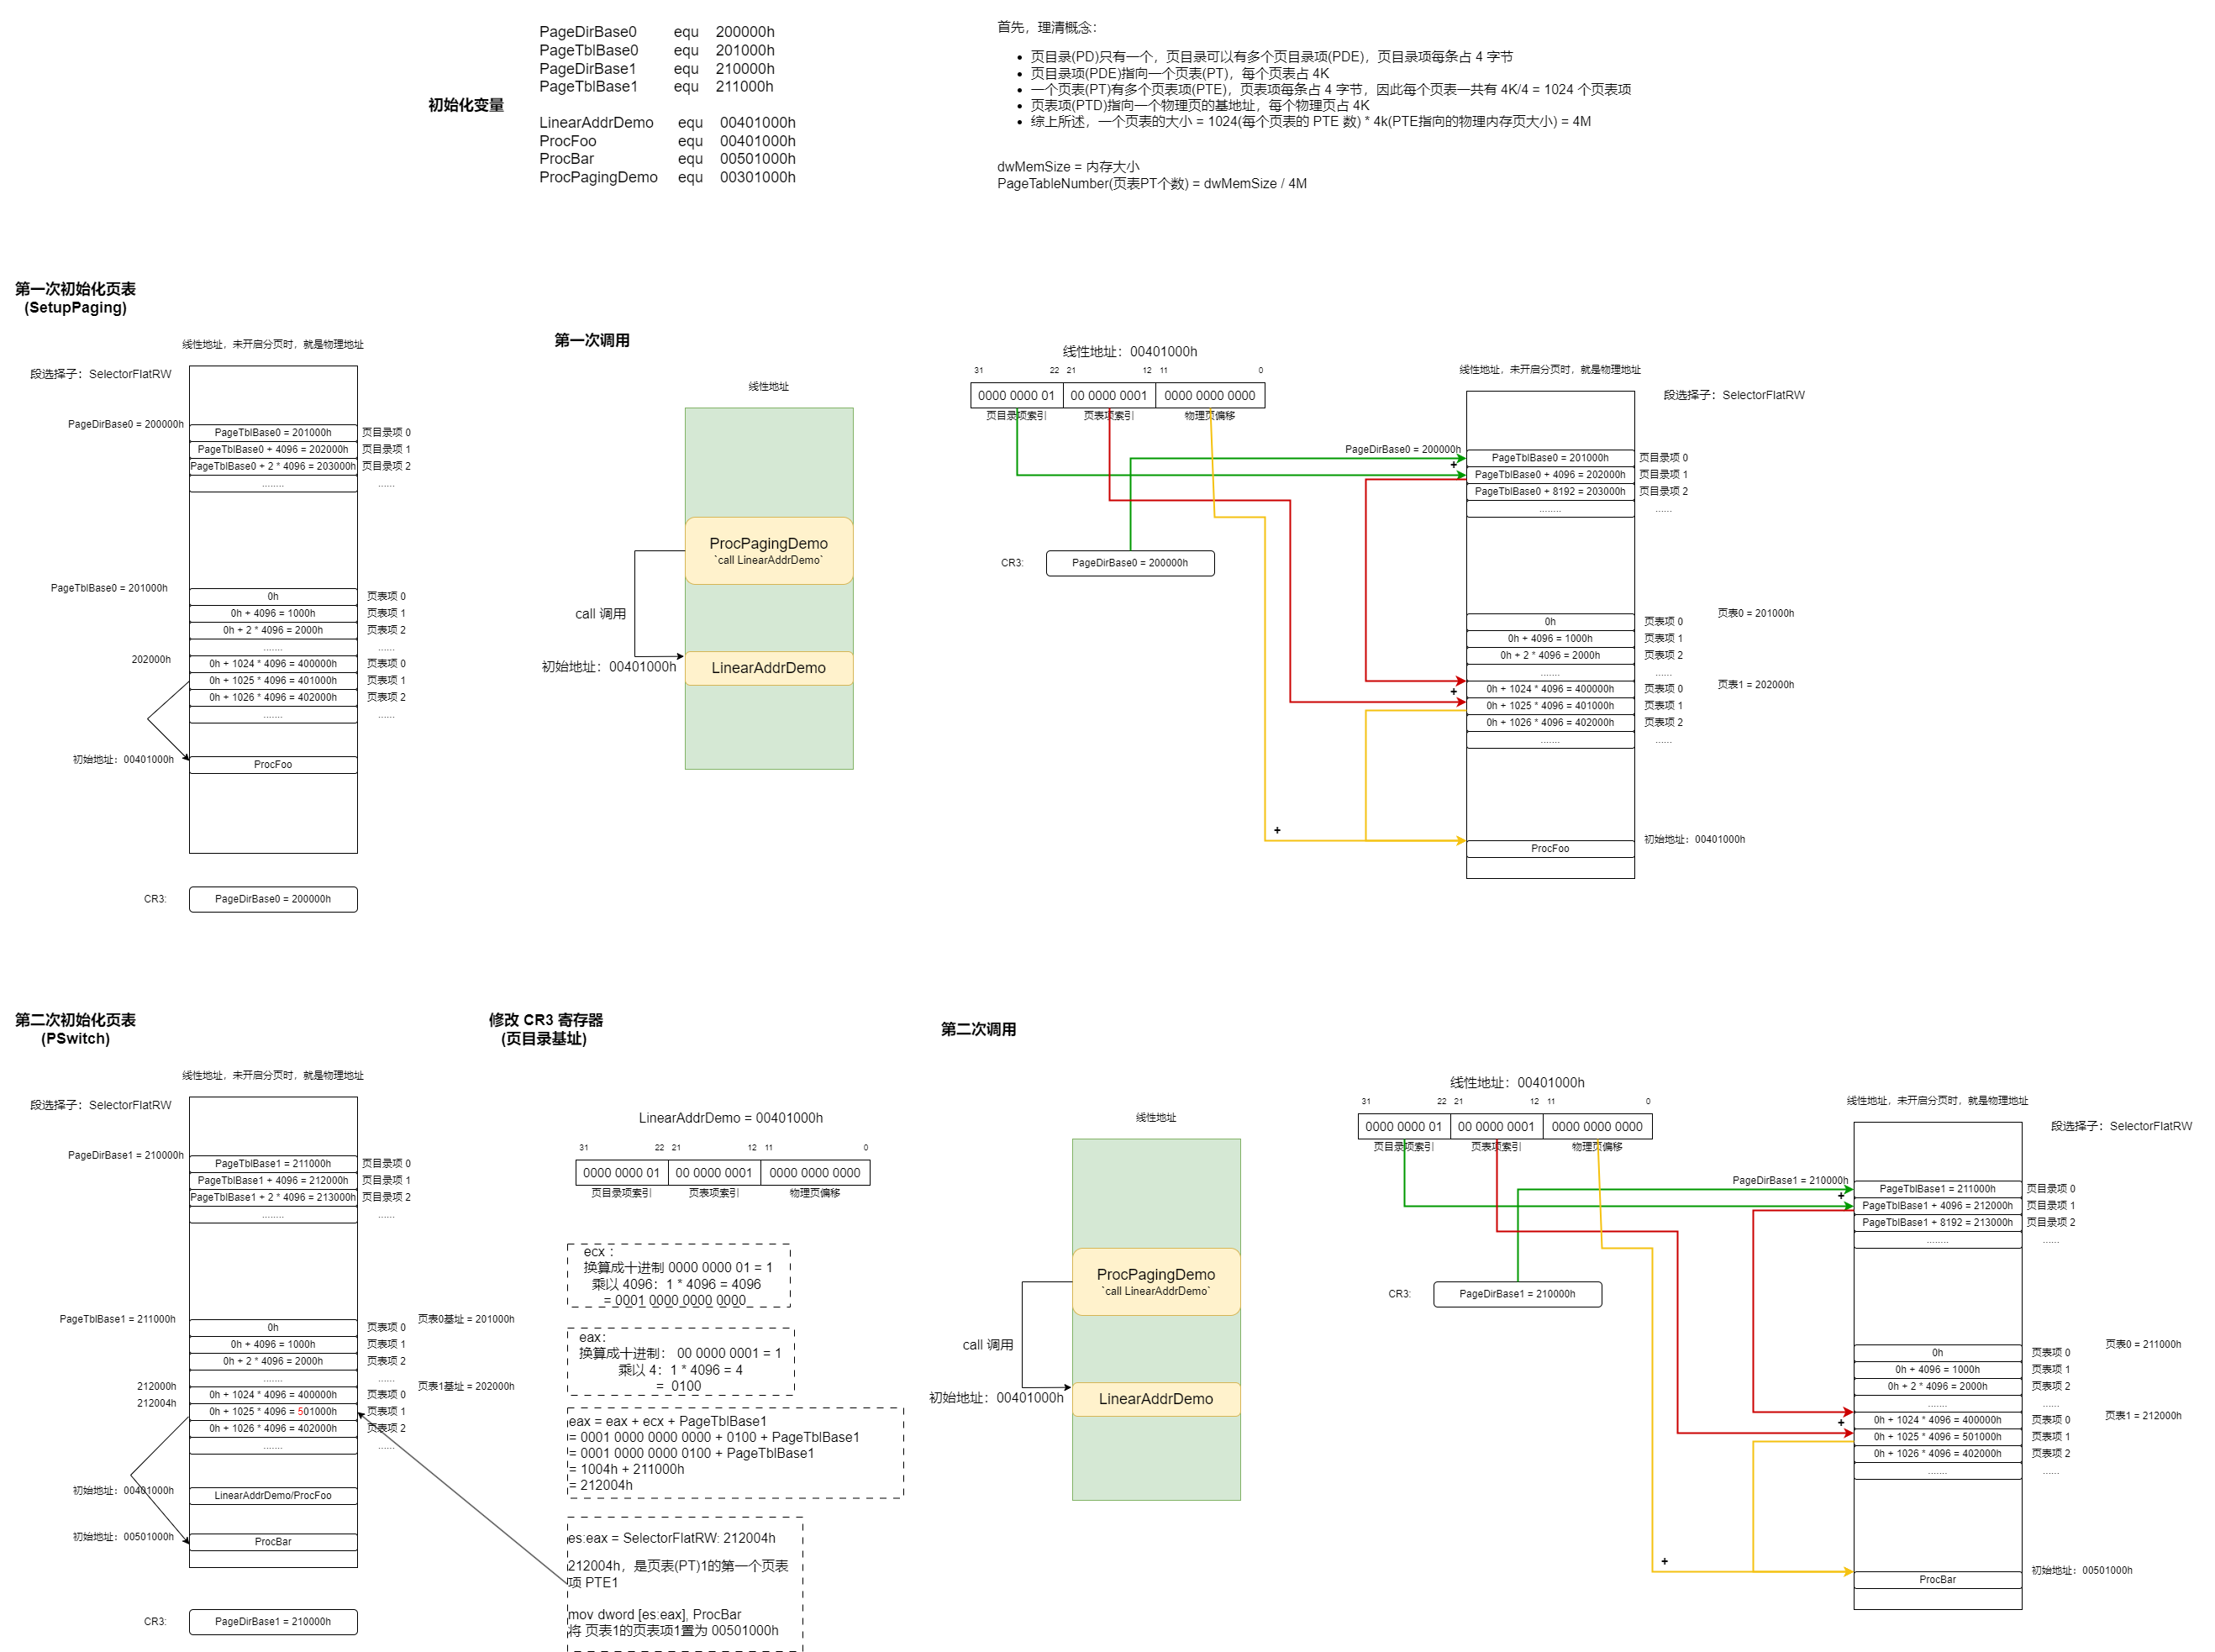 初始化变量
PageDirBase0 equ 200000h
PageTblBase0 equ 201000h
PageDirBase1 equ 210000h
PageTblBase1 equ 211000h
LinearAddrDemo equ 00401000h
ProcFoo equ 00401000h
ProcBar equ 00501000h
ProcPagingDemo equ 00301000h
首先，理清概念：
• 页目录(PD)只有一个，页目录可以有多个页目录项(PDE)，页目录项每条占 4 字节
• 页目录项(PDE)指向一个页表(PT)，每个页表占 4K
• 一个页表(PT)有多个页表项(PTE)，页表项每条占 4 字节，因此每个页表一共有 4K/4 = 1024 个页表项
• 页表项(PTD)指向一个物理页的基地址，每个物理页占 4K
• 综上所述，一个页表的大小 = 1024(每个页表的 PTE 数) * 4k(PTE指向的物理内存页大小) = 4M
dwMemSize = 内存大小
PageTableNumber(页表PT个数) = dwMemSize / 4M
第一次初始化页表
(SetupPaging)
线性地址，未开启分页时，就是物理地址
段选择子：SelectorFlatRW
PageDirBase0 = 200000h
PageTblBase0 = 201000h 页目录项 0
PageTblBase0 + 4096 = 202000h 页目录项 1
PageTblBase0 + 2 * 4096 = 203000h 页目录项 2
........ ......
PageTblBase0 = 201000h
0h 页表项 0
0h + 4096 = 1000h 页表项 1
0h + 2 * 4096 = 2000h 页表项 2
....... ......
202000h
0h + 1024 * 4096 = 400000h 页表项 0
0h + 1025 * 4096 = 401000h 页表项 1
0h + 1026 * 4096 = 402000h 页表项 2
....... ......
初始地址：00401000h
ProcFoo
CR3: PageDirBase0 = 200000h
第一次调用
线性地址
ProcPagingDemo
`call LinearAddrDemo`
call 调用
初始地址：00401000h
LinearAddrDemo
线性地址：00401000h
31 22 21 12 11 0
0000 0000 01 00 0000 0001 0000 0000 0000
页目录项索引 页表项索引 物理页偏移
CR3: PageDirBase0 = 200000h
线性地址，未开启分页时，就是物理地址
段选择子：SelectorFlatRW
PageDirBase0 = 200000h
+
PageTblBase0 = 201000h 页目录项 0
PageTblBase0 + 4096 = 202000h 页目录项 1
PageTblBase0 + 8192 = 203000h 页目录项 2
........ ......
页表0 = 201000h
0h 页表项 0
0h + 4096 = 1000h 页表项 1
0h + 2 * 4096 = 2000h 页表项 2
....... ......
页表1 = 202000h
+
0h + 1024 * 4096 = 400000h 页表项 0
0h + 1025 * 4096 = 401000h 页表项 1
0h + 1026 * 4096 = 402000h 页表项 2
....... ......
+
初始地址：00401000h
ProcFoo
第二次初始化页表
(PSwitch)
线性地址，未开启分页时，就是物理地址
段选择子：SelectorFlatRW
PageDirBase1 = 210000h
PageTblBase1 = 211000h 页目录项 0
PageTblBase1 + 4096 = 212000h 页目录项 1
PageTblBase1 + 2 * 4096 = 213000h 页目录项 2
........ ......
PageTblBase1 = 211000h
页表0基址 = 201000h
0h 页表项 0
0h + 4096 = 1000h 页表项 1
0h + 2 * 4096 = 2000h 页表项 2
....... ......
212000h
页表1基址 = 202000h
0h + 1024 * 4096 = 400000h 页表项 0
212004h
0h + 1025 * 4096 = 501000h 页表项 1
0h + 1026 * 4096 = 402000h 页表项 2
....... ......
初始地址：00401000h
LinearAddrDemo/ProcFoo
初始地址：00501000h
ProcBar
CR3: PageDirBase1 = 210000h
修改 CR3 寄存器
(页目录基址)
LinearAddrDemo = 00401000h
31 22 21 12 11 0
0000 0000 01 00 0000 0001 0000 0000 0000
页目录项索引 页表项索引 物理页偏移
ecx：
换算成十进制 0000 0000 01 = 1
乘以 4096：1 * 4096 = 4096
= 0001 0000 0000 0000
eax：
换算成十进制： 00 0000 0001 = 1
乘以 4：1 * 4096 = 4
= 0100
eax = eax + ecx + PageTblBase1
= 0001 0000 0000 0000 + 0100 + PageTblBase1
= 0001 0000 0000 0100 + PageTblBase1
= 1004h + 211000h
= 212004h
es:eax = SelectorFlatRW: 212004h
212004h，是页表(PT)1的第一个页表
项 PTE1
mov dword [es:eax], ProcBar
将 页表1的页表项1置为 00501000h
第二次调用
线性地址
ProcPagingDemo
`call LinearAddrDemo`
call 调用
初始地址：00401000h
LinearAddrDemo
线性地址：00401000h
31 22 21 12 11 0
0000 0000 01 00 0000 0001 0000 0000 0000
页目录项索引 页表项索引 物理页偏移
CR3: PageDirBase1 = 210000h
线性地址，未开启分页时，就是物理地址
段选择子：SelectorFlatRW
PageDirBase1 = 210000h
+
PageTblBase1 = 211000h 页目录项 0
PageTblBase1 + 4096 = 212000h 页目录项 1
PageTblBase1 + 8192 = 213000h 页目录项 2
........ ......
页表0 = 211000h
0h 页表项 0
0h + 4096 = 1000h 页表项 1
0h + 2 * 4096 = 2000h 页表项 2
....... ......
页表1 = 212000h
+
0h + 1024 * 4096 = 400000h 页表项 0
0h + 1025 * 4096 = 501000h 页表项 1
0h + 1026 * 4096 = 402000h 页表项 2
....... ......
+
初始地址：00501000h
ProcBar